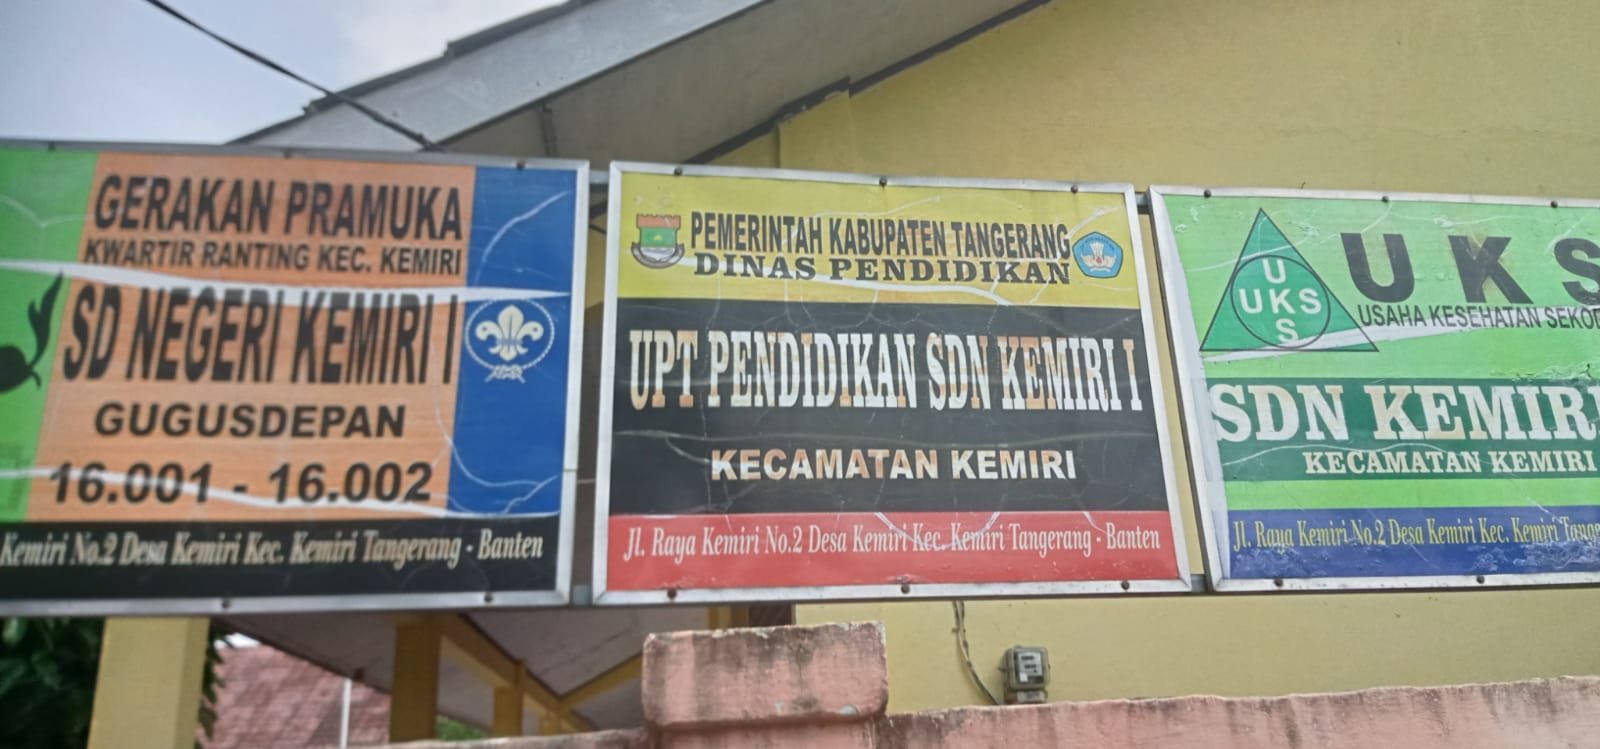 GERAKAN PRAMUKA
KWARTIR RANTING KEC. KEMIRI
SD NEGERI KEMIRI I
GUGUSDEPAN
16.001 - 16.002
Kemiri No.2 Desa Kemiri Kec. Kemiri Tangerang - Banten
PEMERINTAH KABUPATEN TANGERANG
DINAS PENDIDIKAN
UPT PENDIDIKAN SDN KEMIRI I
KECAMATAN KEMIRI
Jl. Raya Kemiri No.2 Desa Kemiri Kec. Kemiri Tangerang - Banten
U
UKS
S
UKS
USAHA KESEHATAN
SDN KEMIRI
KECAMATAN KEMIRI
Jl. Raya Kemiri No.2 Desa Kemiri Kec. Kemiri